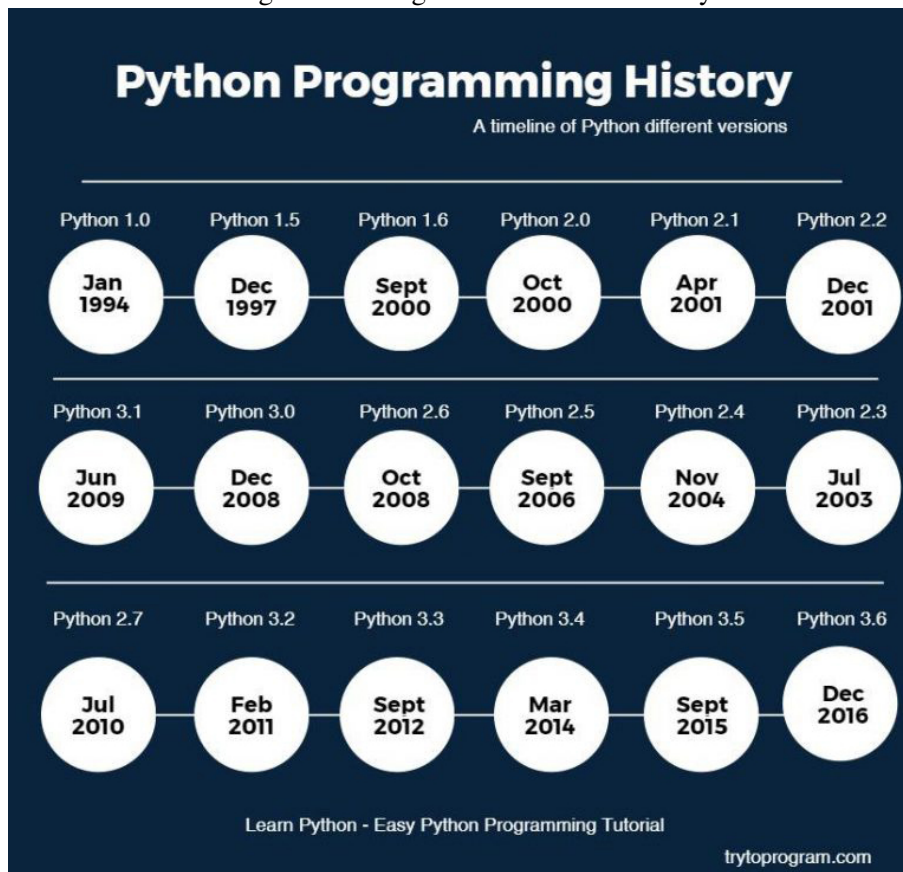 Python Programming History
A timeline of Python different versions
Python 1.0 Python 1.5 Python 1.6 Python 2.0 Python 2.1 Python 2.2
Jan 1994 Dec 1997 Sept 2000 Oct 2000 Apr 2001 Dec 2001
Python 3.1 Python 3.0 Python 2.6 Python 2.5 Python 2.4 Python 2.3
Jun 2009 Dec 2008 Oct 2008 Sept 2006 Nov 2004 Jul 2003
Python 2.7 Python 3.2 Python 3.3 Python 3.4 Python 3.5 Python 3.6
Jul 2010 Feb 2011 Sept 2012 Mar 2014 Sept 2015 Dec 2016
Learn Python - Easy Python Programming Tutorial
trytoprogram.com